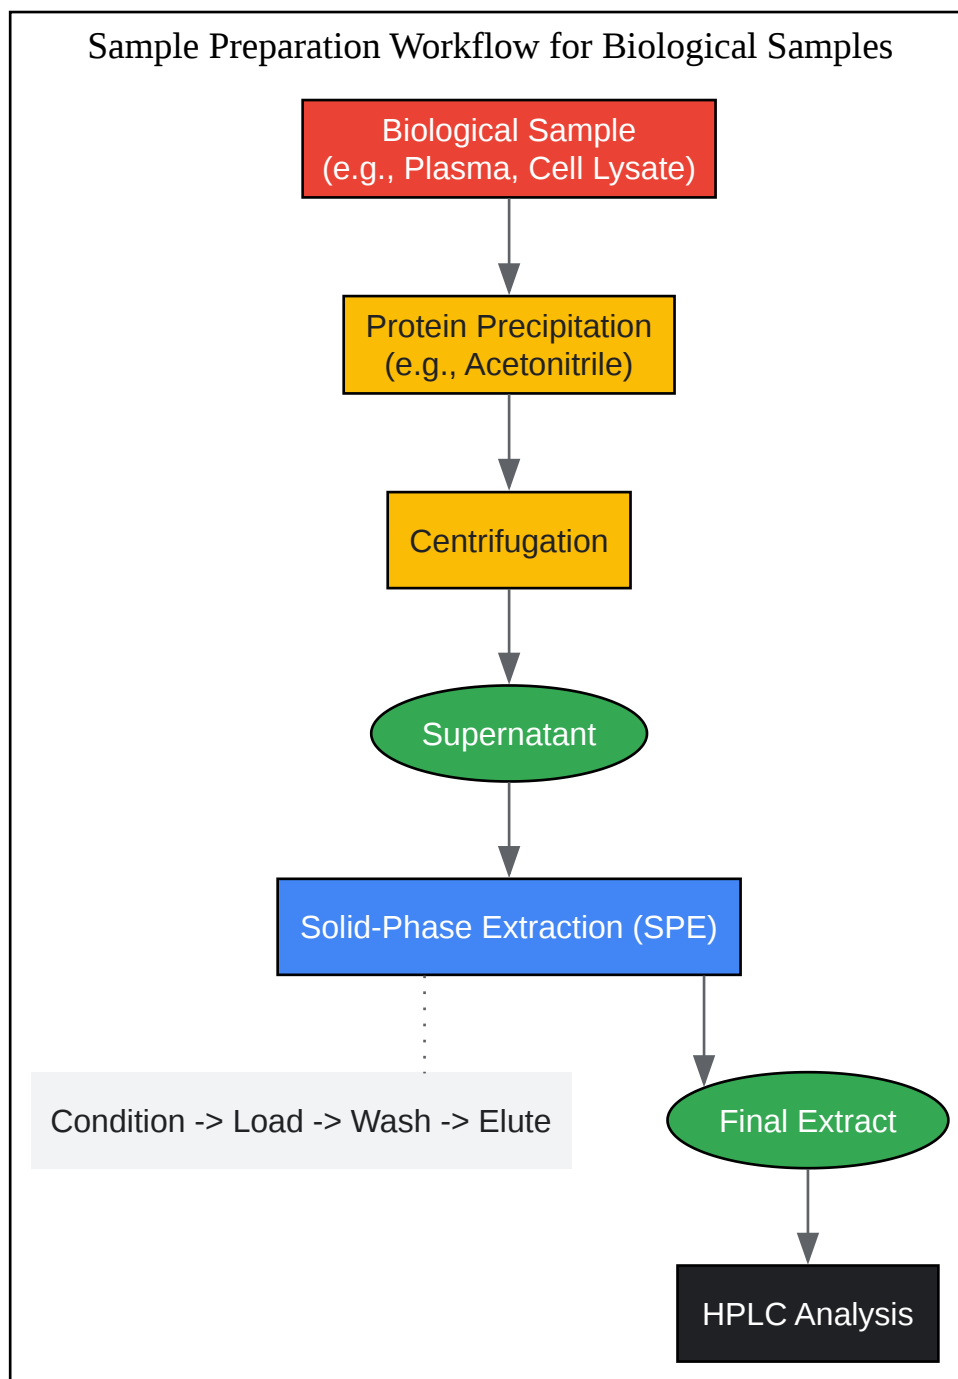 Sample Preparation Workflow for Biological Samples
Biological Sample
(e.g., Plasma, Cell Lysate)
Protein Precipitation
(e.g., Acetonitrile)
Centrifugation
Supernatant
Solid-Phase Extraction (SPE)
Condition -> Load -> Wash -> Elute
Final Extract
HPLC Analysis